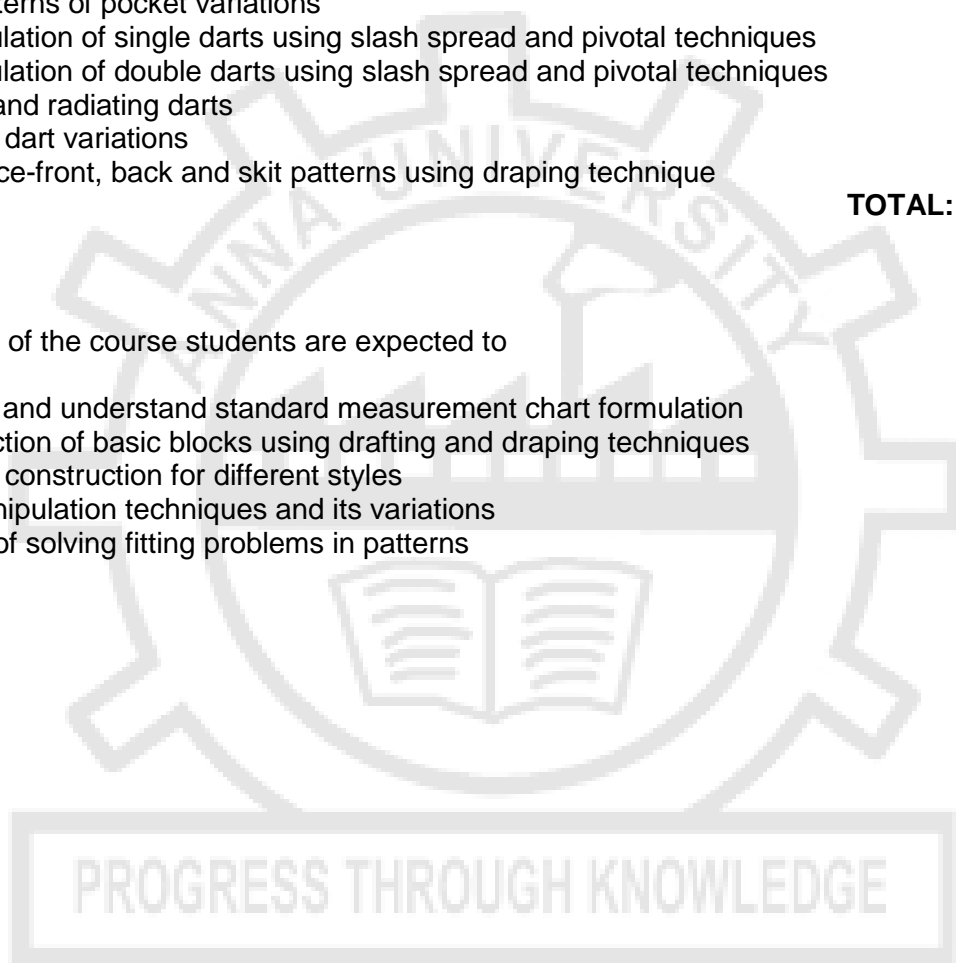 terns of pocket variations
ulation of single darts using slash spread and pivotal techniques
ulation of double darts using slash spread and pivotal techniques
and radiating darts
dart variations
ce-front, back and skit patterns using draping technique
TOTAL:
of the course students are expected to
and understand standard measurement chart formulation
ction of basic blocks using drafting and draping techniques
construction for different styles
nipulation techniques and its variations
of solving fitting problems in patterns
ANNA UNIVERSITY
PROGRESS THROUGH KNOWLEDGE